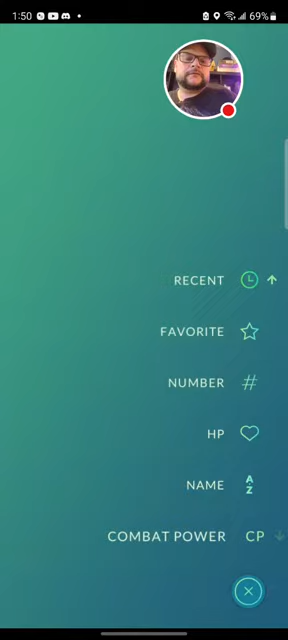 1:50
69%
RECENT
FAVORITE
NUMBER #
HP
NAME A Z
COMBAT POWER CP